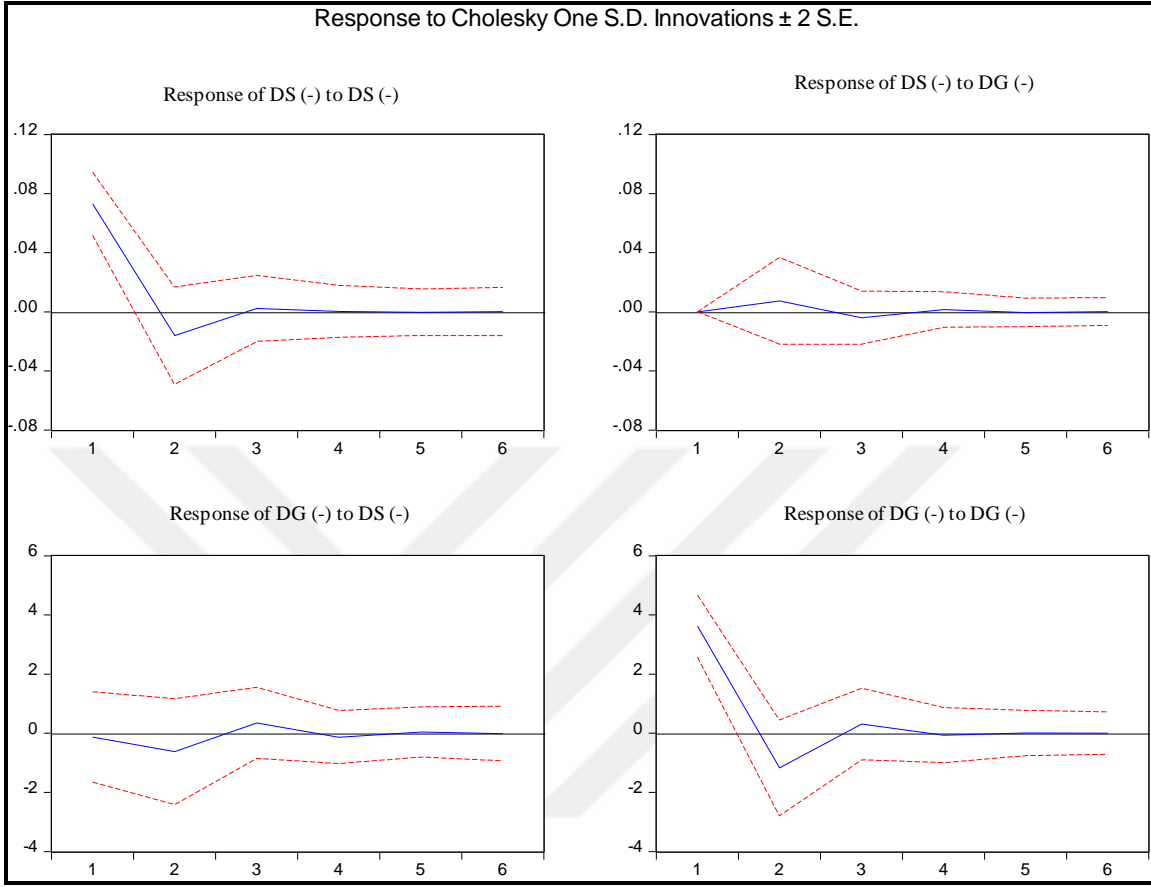 Response to Cholesky One S.D. Innovations ± 2 S.E.
Response of DS (-) to DS (-)
.12
.08
.04
.00
-.04
-.08
1 2 3 4 5 6
Response of DS (-) to DG (-)
.12
.08
.04
.00
-.04
-.08
1 2 3 4 5 6
Response of DG (-) to DS (-)
6
4
2
0
-2
-4
1 2 3 4 5 6
Response of DG (-) to DG (-)
6
4
2
0
-2
-4
1 2 3 4 5 6